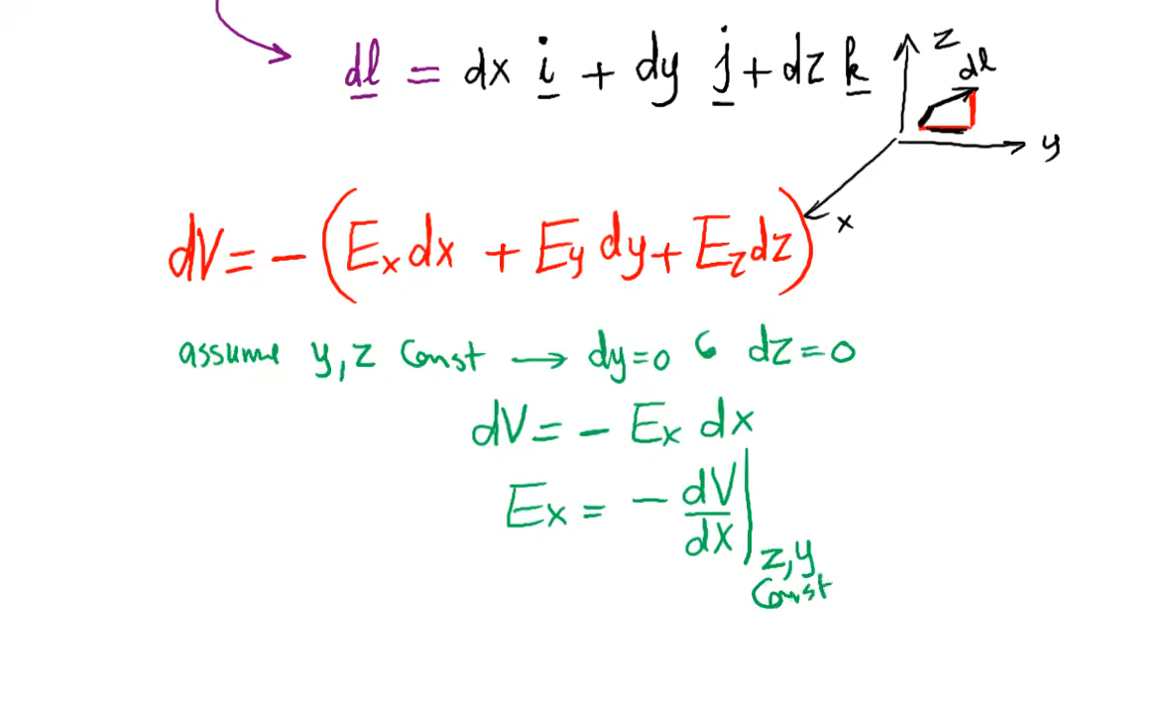 dl = dx i + dy j + dz k
z
dl
y
x
dV = - (Ex dx + Ey dy + Ez dz)
assume y, z const → dy=0 6 dz=0
dV = - Ex dx
Ex = - dV/dx |z,y const